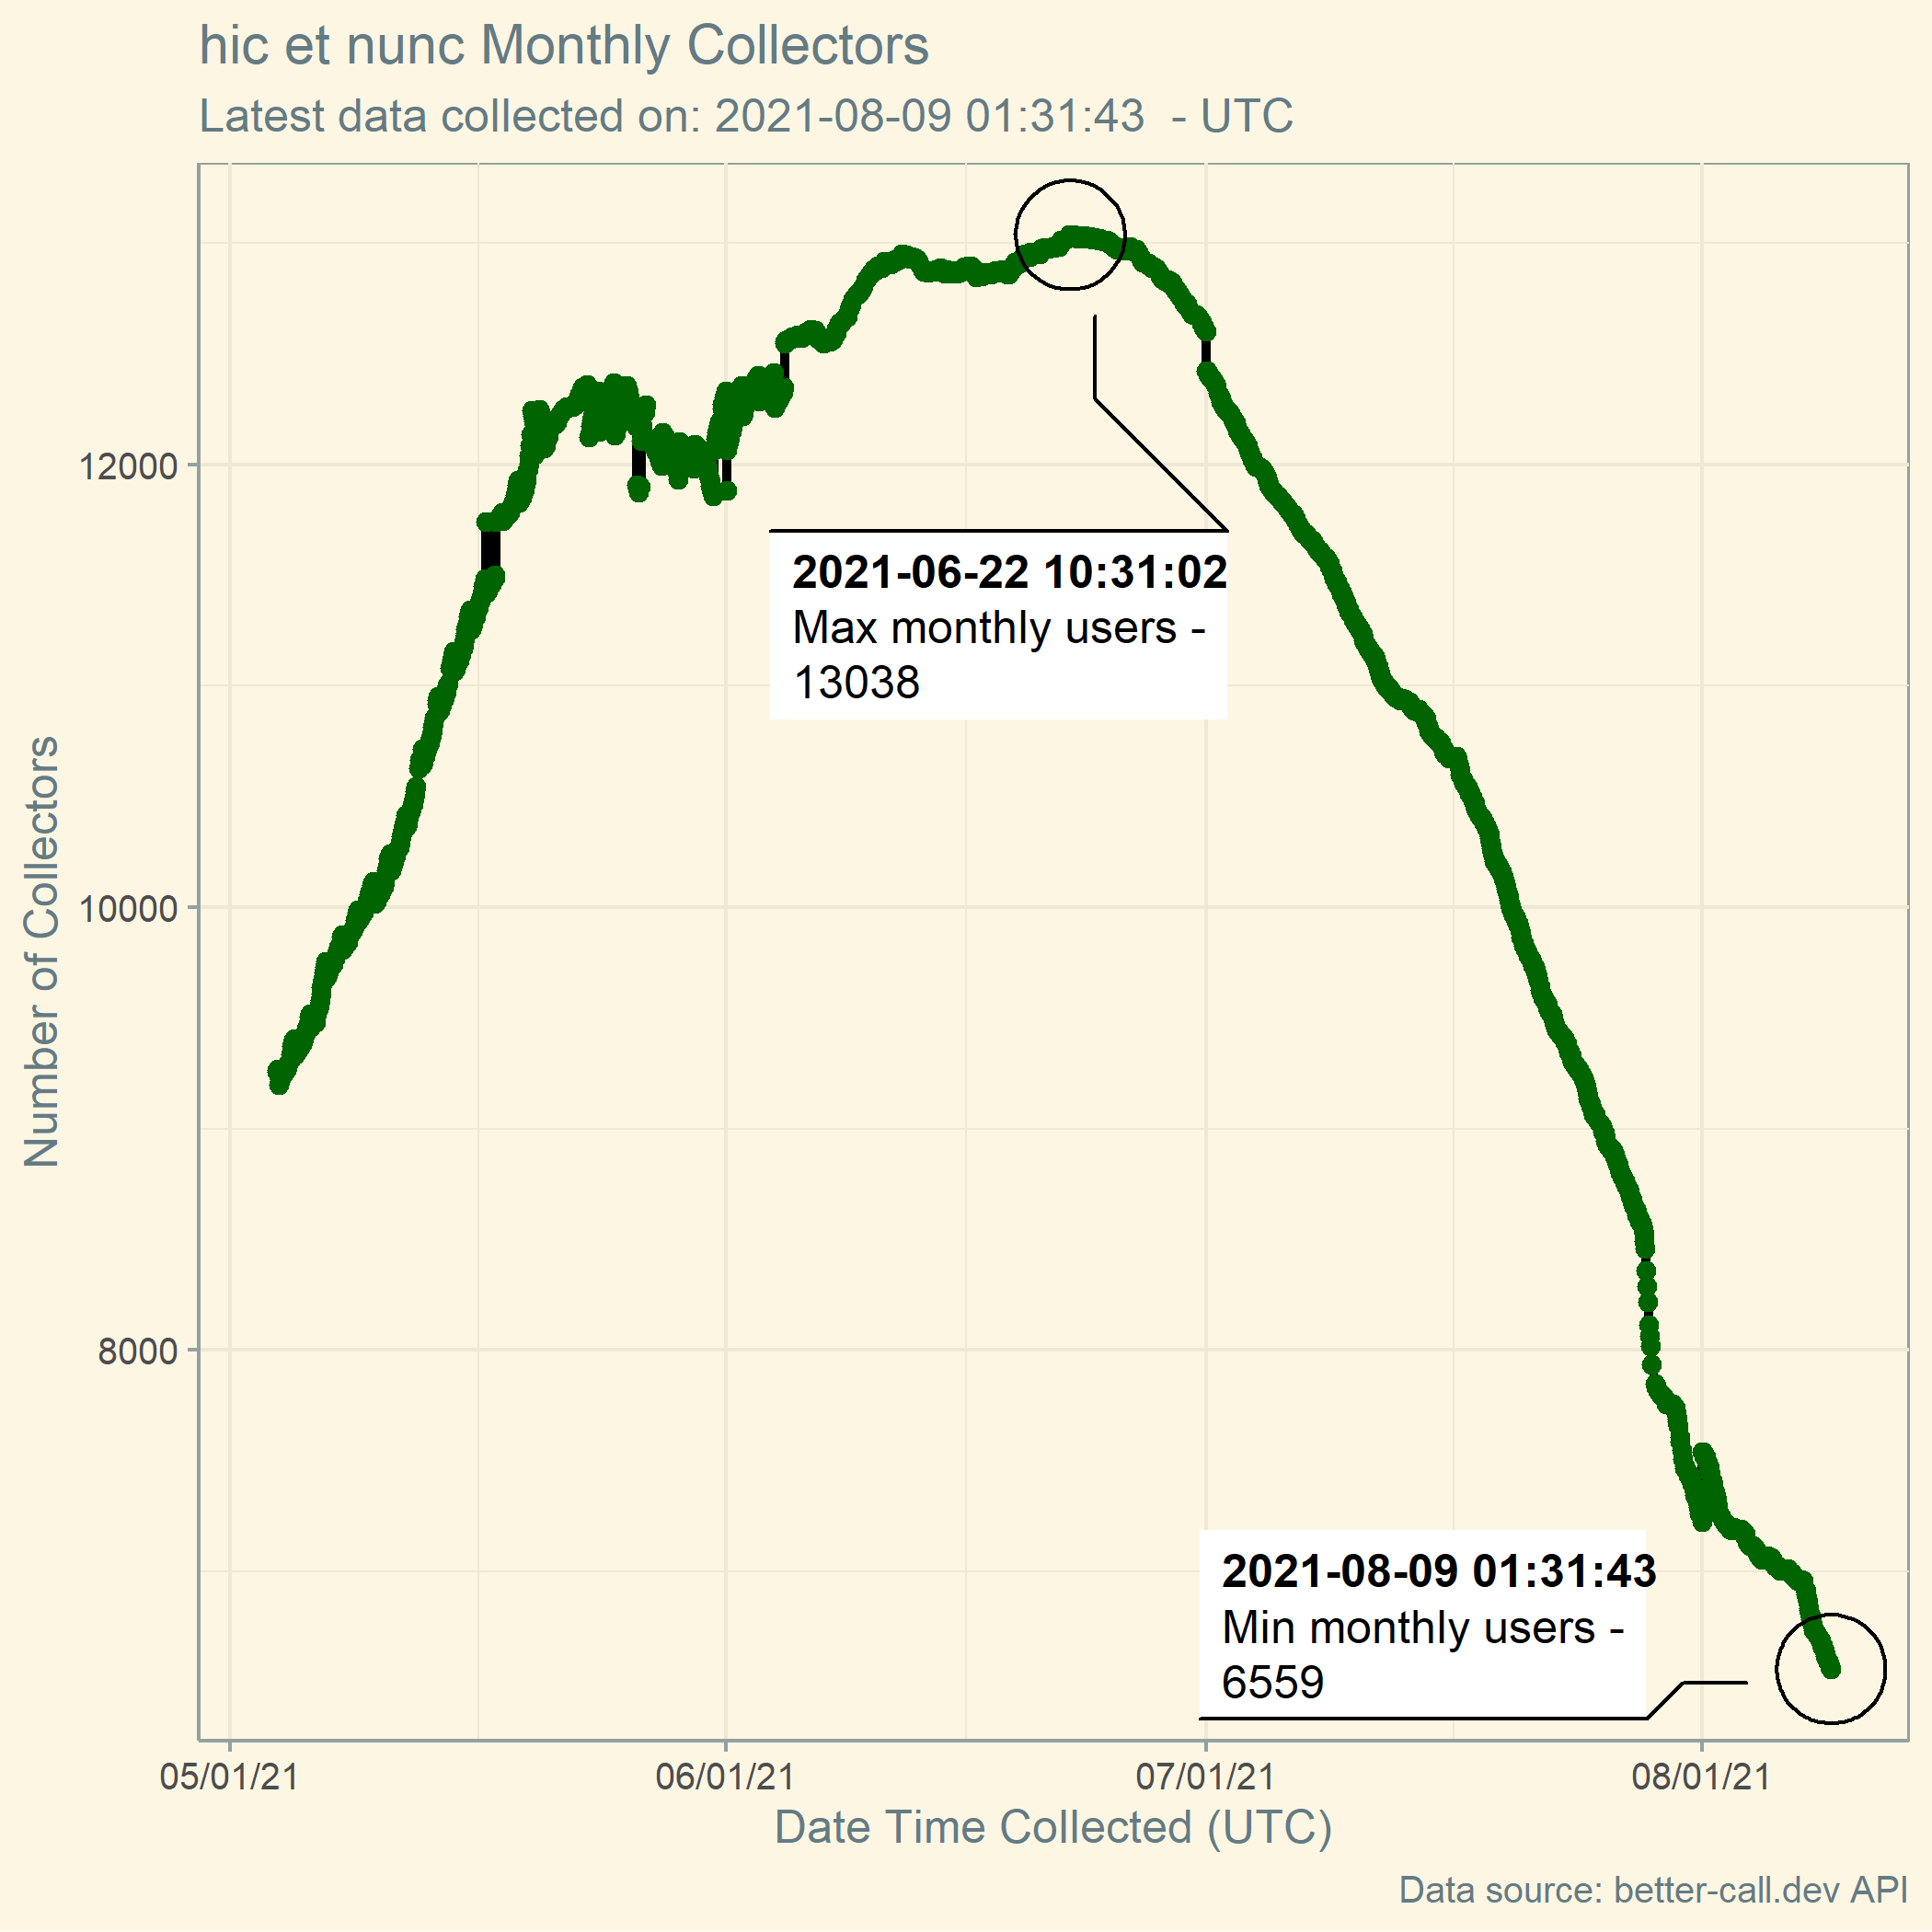 hic et nunc Monthly Collectors
Latest data collected on: 2021-08-09 01:31:43  - UTC
Number of Collectors
12000
10000
8000
2021-06-22 10:31:02
Max monthly users -
13038
2021-08-09 01:31:43
Min monthly users -
6559
05/01/21
06/01/21
07/01/21
08/01/21
Date Time Collected (UTC)
Data source: better-call.dev API